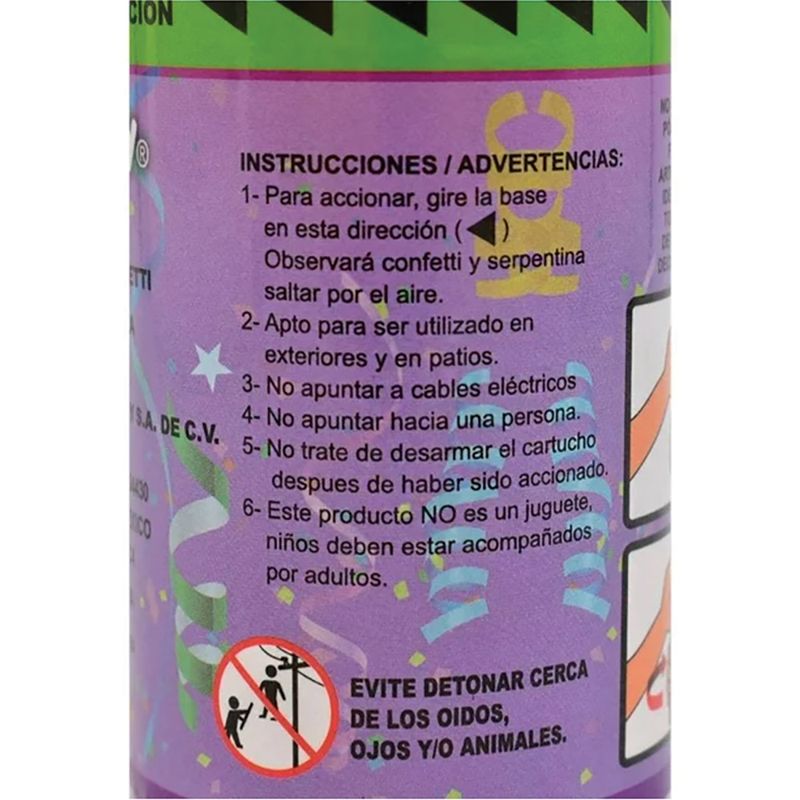 CIÓN
®
INSTRUCCIONES / ADVERTENCIAS:
1- Para accionar, gire la base
en esta dirección (◀)
Observará confetti y serpentina
saltar por el aire.
2- Apto para ser utilizado en
exteriores y en patios.
3- No apuntar a cables eléctricos
4- No apuntar hacia una persona.
5- No trate de desarmar el cartucho
despues de haber sido accionado.
6- Este producto NO es un juguete,
niños deben estar acompañados
por adultos.
EVITE DETONAR CERCA
DE LOS OIDOS,
OJOS Y/O ANIMALES.
ETTI
S.A. DE C.V.